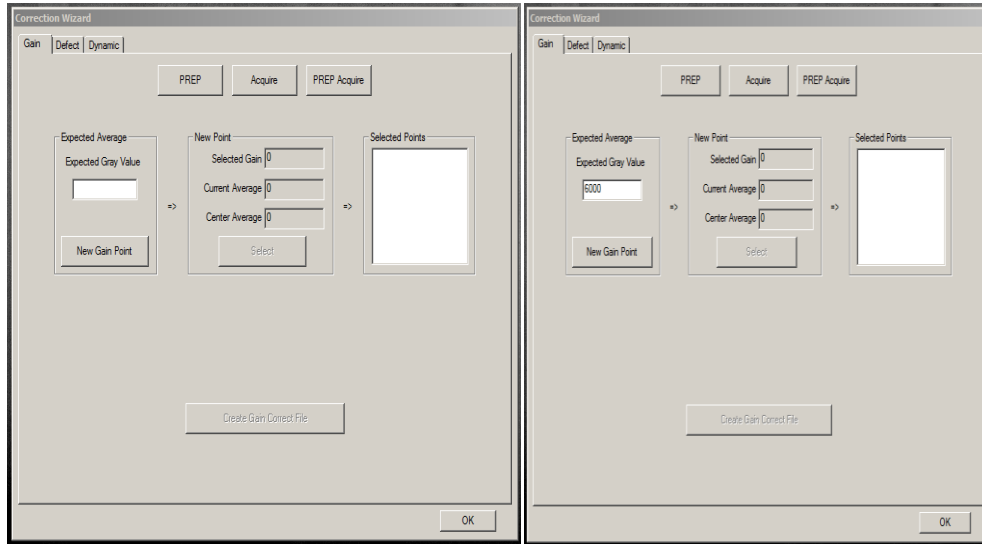 Correction Wizard
Gain Defect Dynamic
PREP Acquire PREP Acquire
Expected Average New Point Selected Points
Expected Gray Value Selected Gain 0
Current Average 0
=> =>
Center Average 0
New Gain Point Select
Create Gain Correct File
OK
Correction Wizard
Gain Defect Dynamic
PREP Acquire PREP Acquire
Expected Average New Point Selected Points
Expected Gray Value Selected Gain 0
6000 Current Average 0
=> =>
Center Average 0
New Gain Point Select
Create Gain Correct File
OK